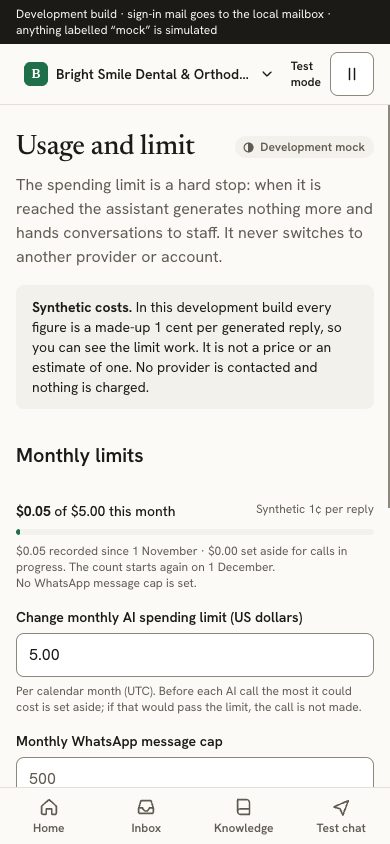 Development build · sign-in mail goes to the local mailbox ·
anything labelled “mock” is simulated
B
Bright Smile Dental & Orthod...
Test
mode
Usage and limit
Development mock
The spending limit is a hard stop: when it is
reached the assistant generates nothing more and
hands conversations to staff. It never switches to
another provider or account.
Synthetic costs. In this development build every
figure is a made-up 1 cent per generated reply, so
you can see the limit work. It is not a price or an
estimate of one. No provider is contacted and
nothing is charged.
Monthly limits
$0.05 of $5.00 this month
Synthetic 1¢ per reply
$0.05 recorded since 1 November · $0.00 set aside for calls in
progress. The count starts again on 1 December.
No WhatsApp message cap is set.
Change monthly AI spending limit (US dollars)
5.00
Per calendar month (UTC). Before each AI call the most it could
cost is set aside; if that would pass the limit, the call is not made.
Monthly WhatsApp message cap
500
Home
Inbox
Knowledge
Test chat